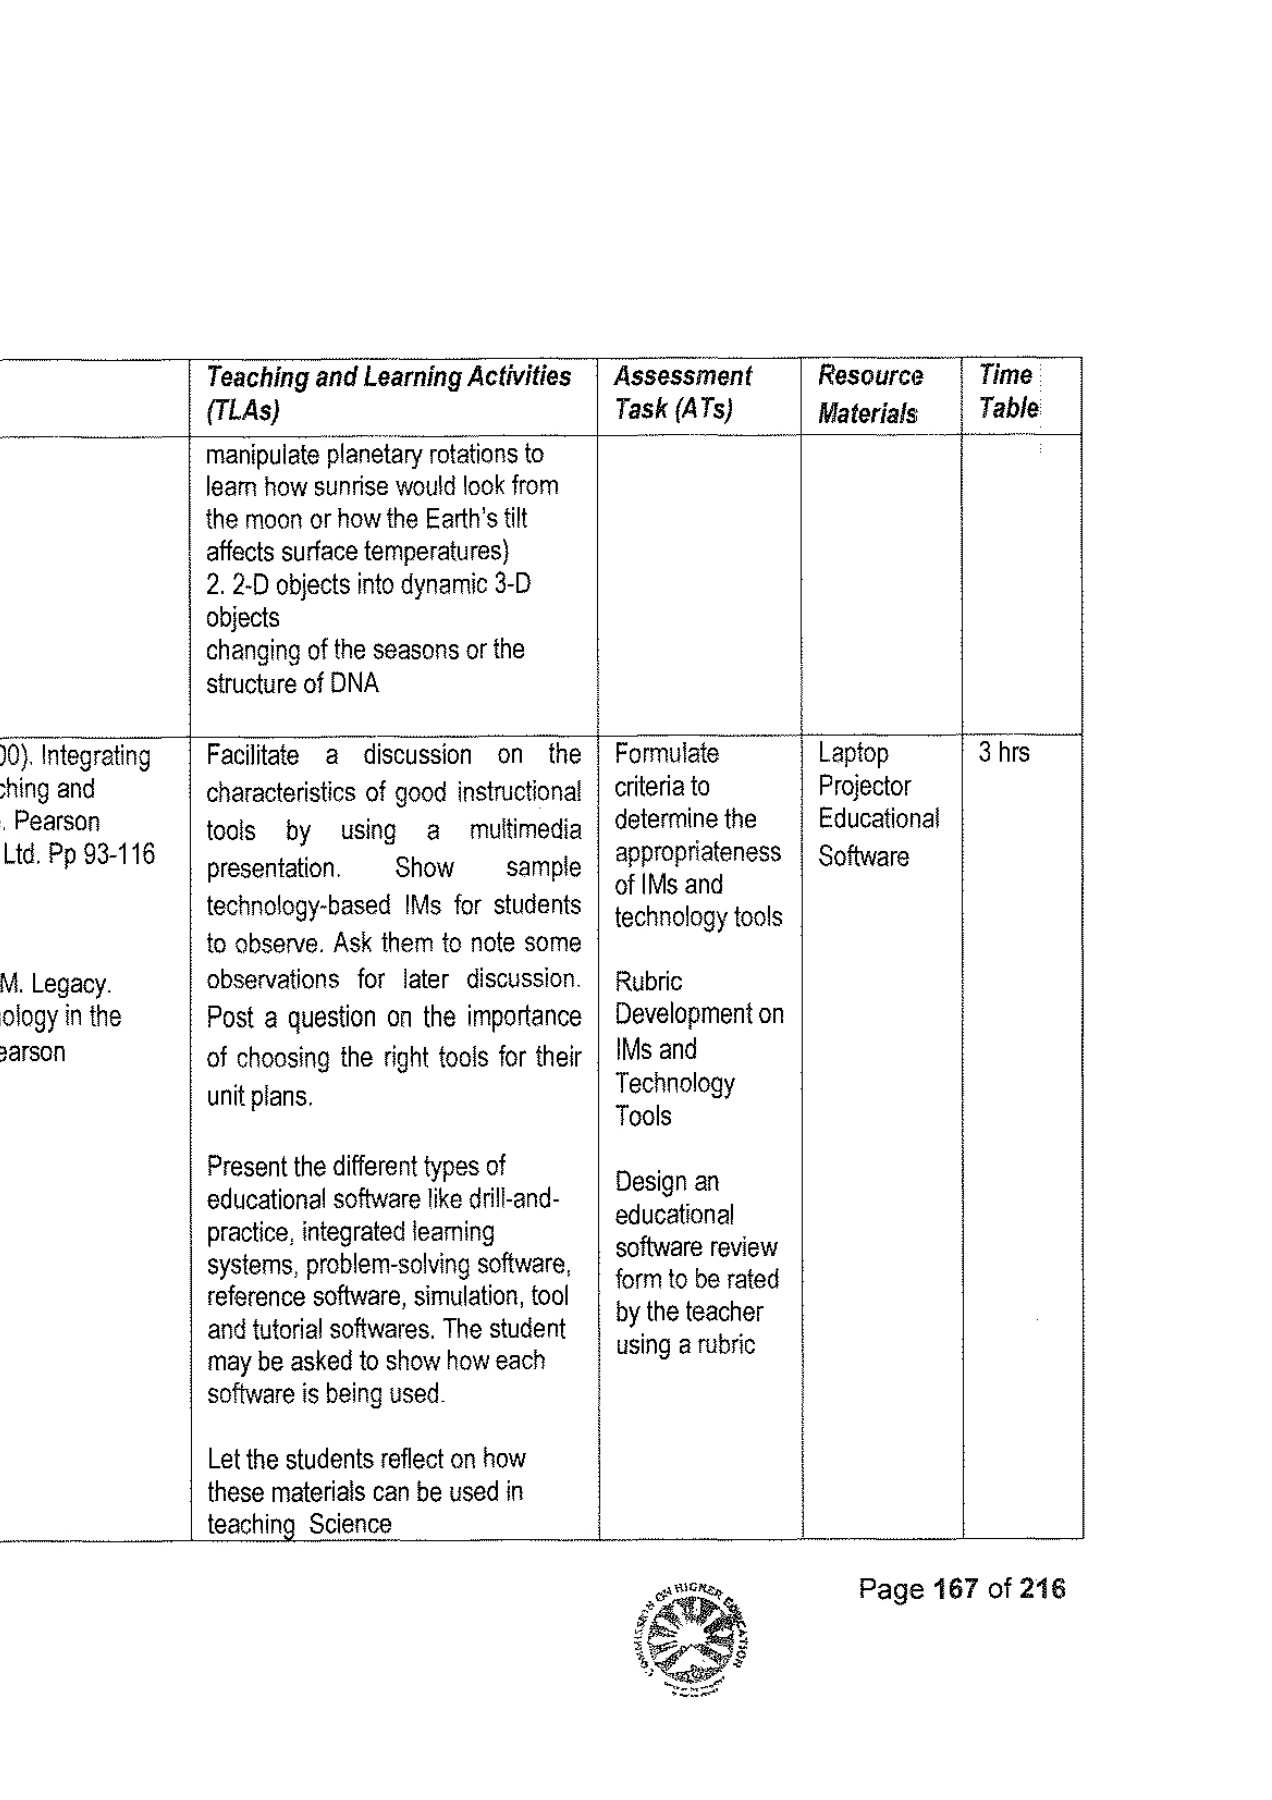 Teaching and Learning Activities
(TLAs)
Assessment
Task (ATs)
Resource
Materials
Time
Table
manipulate planetary rotations to
learn how sunrise would look from
the moon or how the Earth's tilt
affects surface temperatures)
2. 2-D objects into dynamic 3-D
objects
changing of the seasons or the
structure of DNA
00). Integrating
ching and
. Pearson
Ltd. Pp 93-116
M. Legacy.
ology in the
earson
Facilitate a discussion on the
characteristics of good instructional
tools by using a multimedia
presentation. Show sample
technology-based IMs for students
to observe. Ask them to note some
observations for later discussion.
Post a question on the importance
of choosing the right tools for their
unit plans.
Present the different types of
educational software like drill-and-
practice, integrated learning
systems, problem-solving software,
reference software, simulation, tool
and tutorial softwares. The student
may be asked to show how each
software is being used.
Let the students reflect on how
these materials can be used in
teaching Science
Formulate
criteria to
determine the
appropriateness
of IMs and
technology tools
Rubric
Development on
IMs and
Technology
Tools
Design an
educational
software review
form to be rated
by the teacher
using a rubric
Laptop
Projector
Educational
Software
3 hrs
Page 167 of 216
COMMISSION ON HIGHER EDUCATION